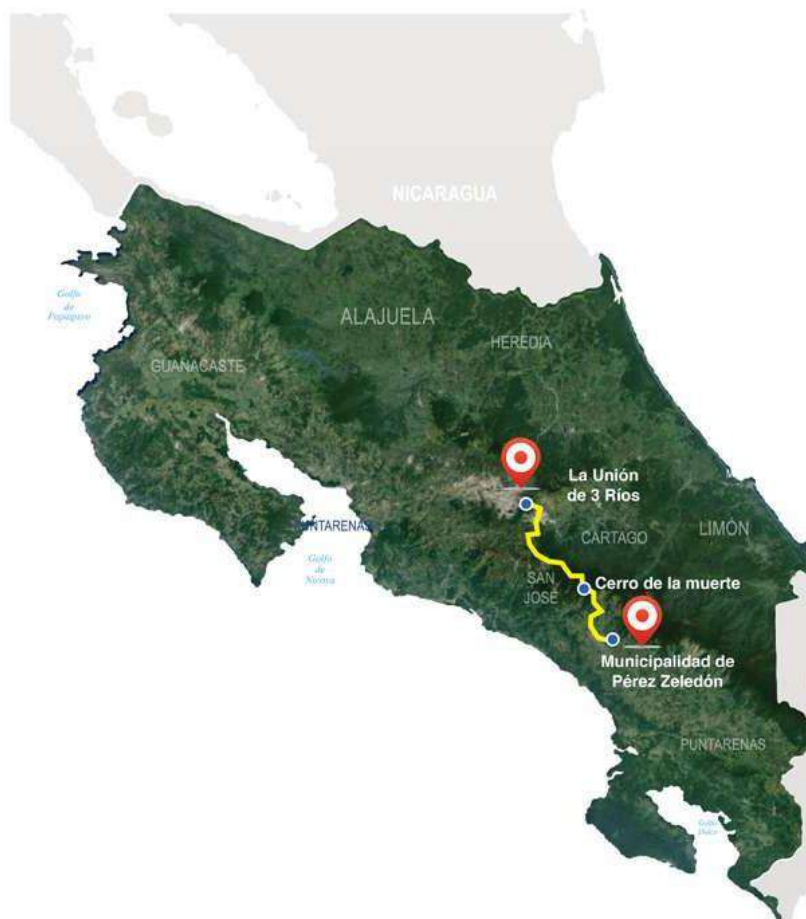 NICARAGUA
Golfo
de
Papagayo
ALAJUELA
HEREDIA
GUANACASTE
La Unión
de 3 Ríos
PUNTARENAS
LIMÓN
CARTAGO
Golfo
de
Nicoya
SAN
JOSÉ
Cerro de la muerte
Municipalidad de
Pérez Zeledón
PUNTARENAS
Golfo
Dulce